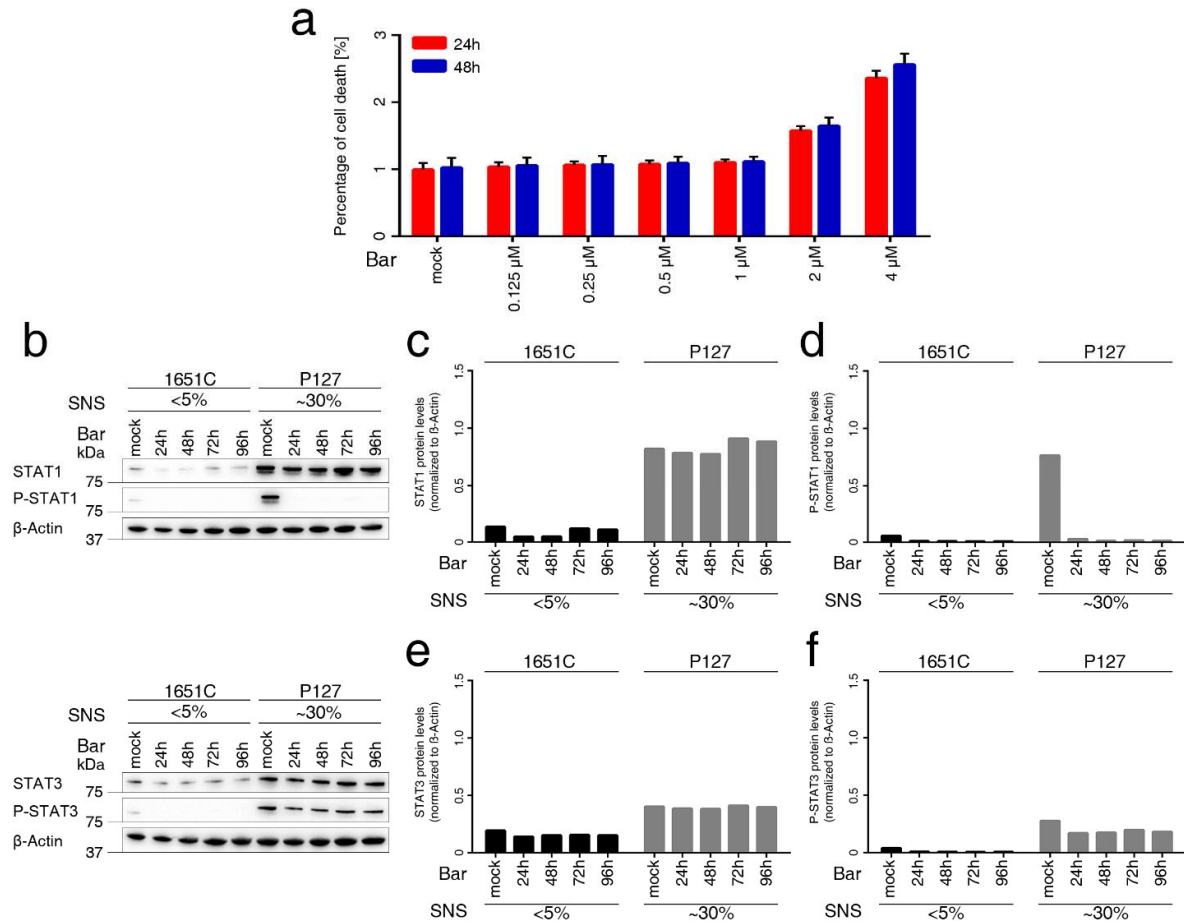 a
Percentage of cell death [%]
3
2
1
0
24h
48h
Bar
mock
0.125 µM
0.25 µM
0.5 µM
1 µM
2 µM
4 µM
b
1651C P127
SNS <5% ~30%
Bar mock 24h 48h 72h 96h mock 24h 48h 72h 96h
kDa
STAT1
75
P-STAT1
75
β-Actin
37
c
1651C P127
STAT1 protein levels
(normalized to ß-Actin)
1.5
1.0
0.5
0
Bar mock 24h 48h 72h 96h mock 24h 48h 72h 96h
SNS <5% ~30%
d
1651C P127
P-STAT1 protein levels
(normalized to ß-Actin)
1.5
1.0
0.5
0
Bar mock 24h 48h 72h 96h mock 24h 48h 72h 96h
SNS <5% ~30%
1651C P127
SNS <5% ~30%
Bar mock 24h 48h 72h 96h mock 24h 48h 72h 96h
kDa
STAT3
75
P-STAT3
75
β-Actin
37
e
1651C P127
STAT3 protein levels
(normalized to ß-Actin)
1.5
1.0
0.5
0
Bar mock 24h 48h 72h 96h mock 24h 48h 72h 96h
SNS <5% ~30%
f
1651C P127
P-STAT3 protein levels
(normalized to ß-Actin)
1.5
1.0
0.5
0
Bar mock 24h 48h 72h 96h mock 24h 48h 72h 96h
SNS <5% ~30%